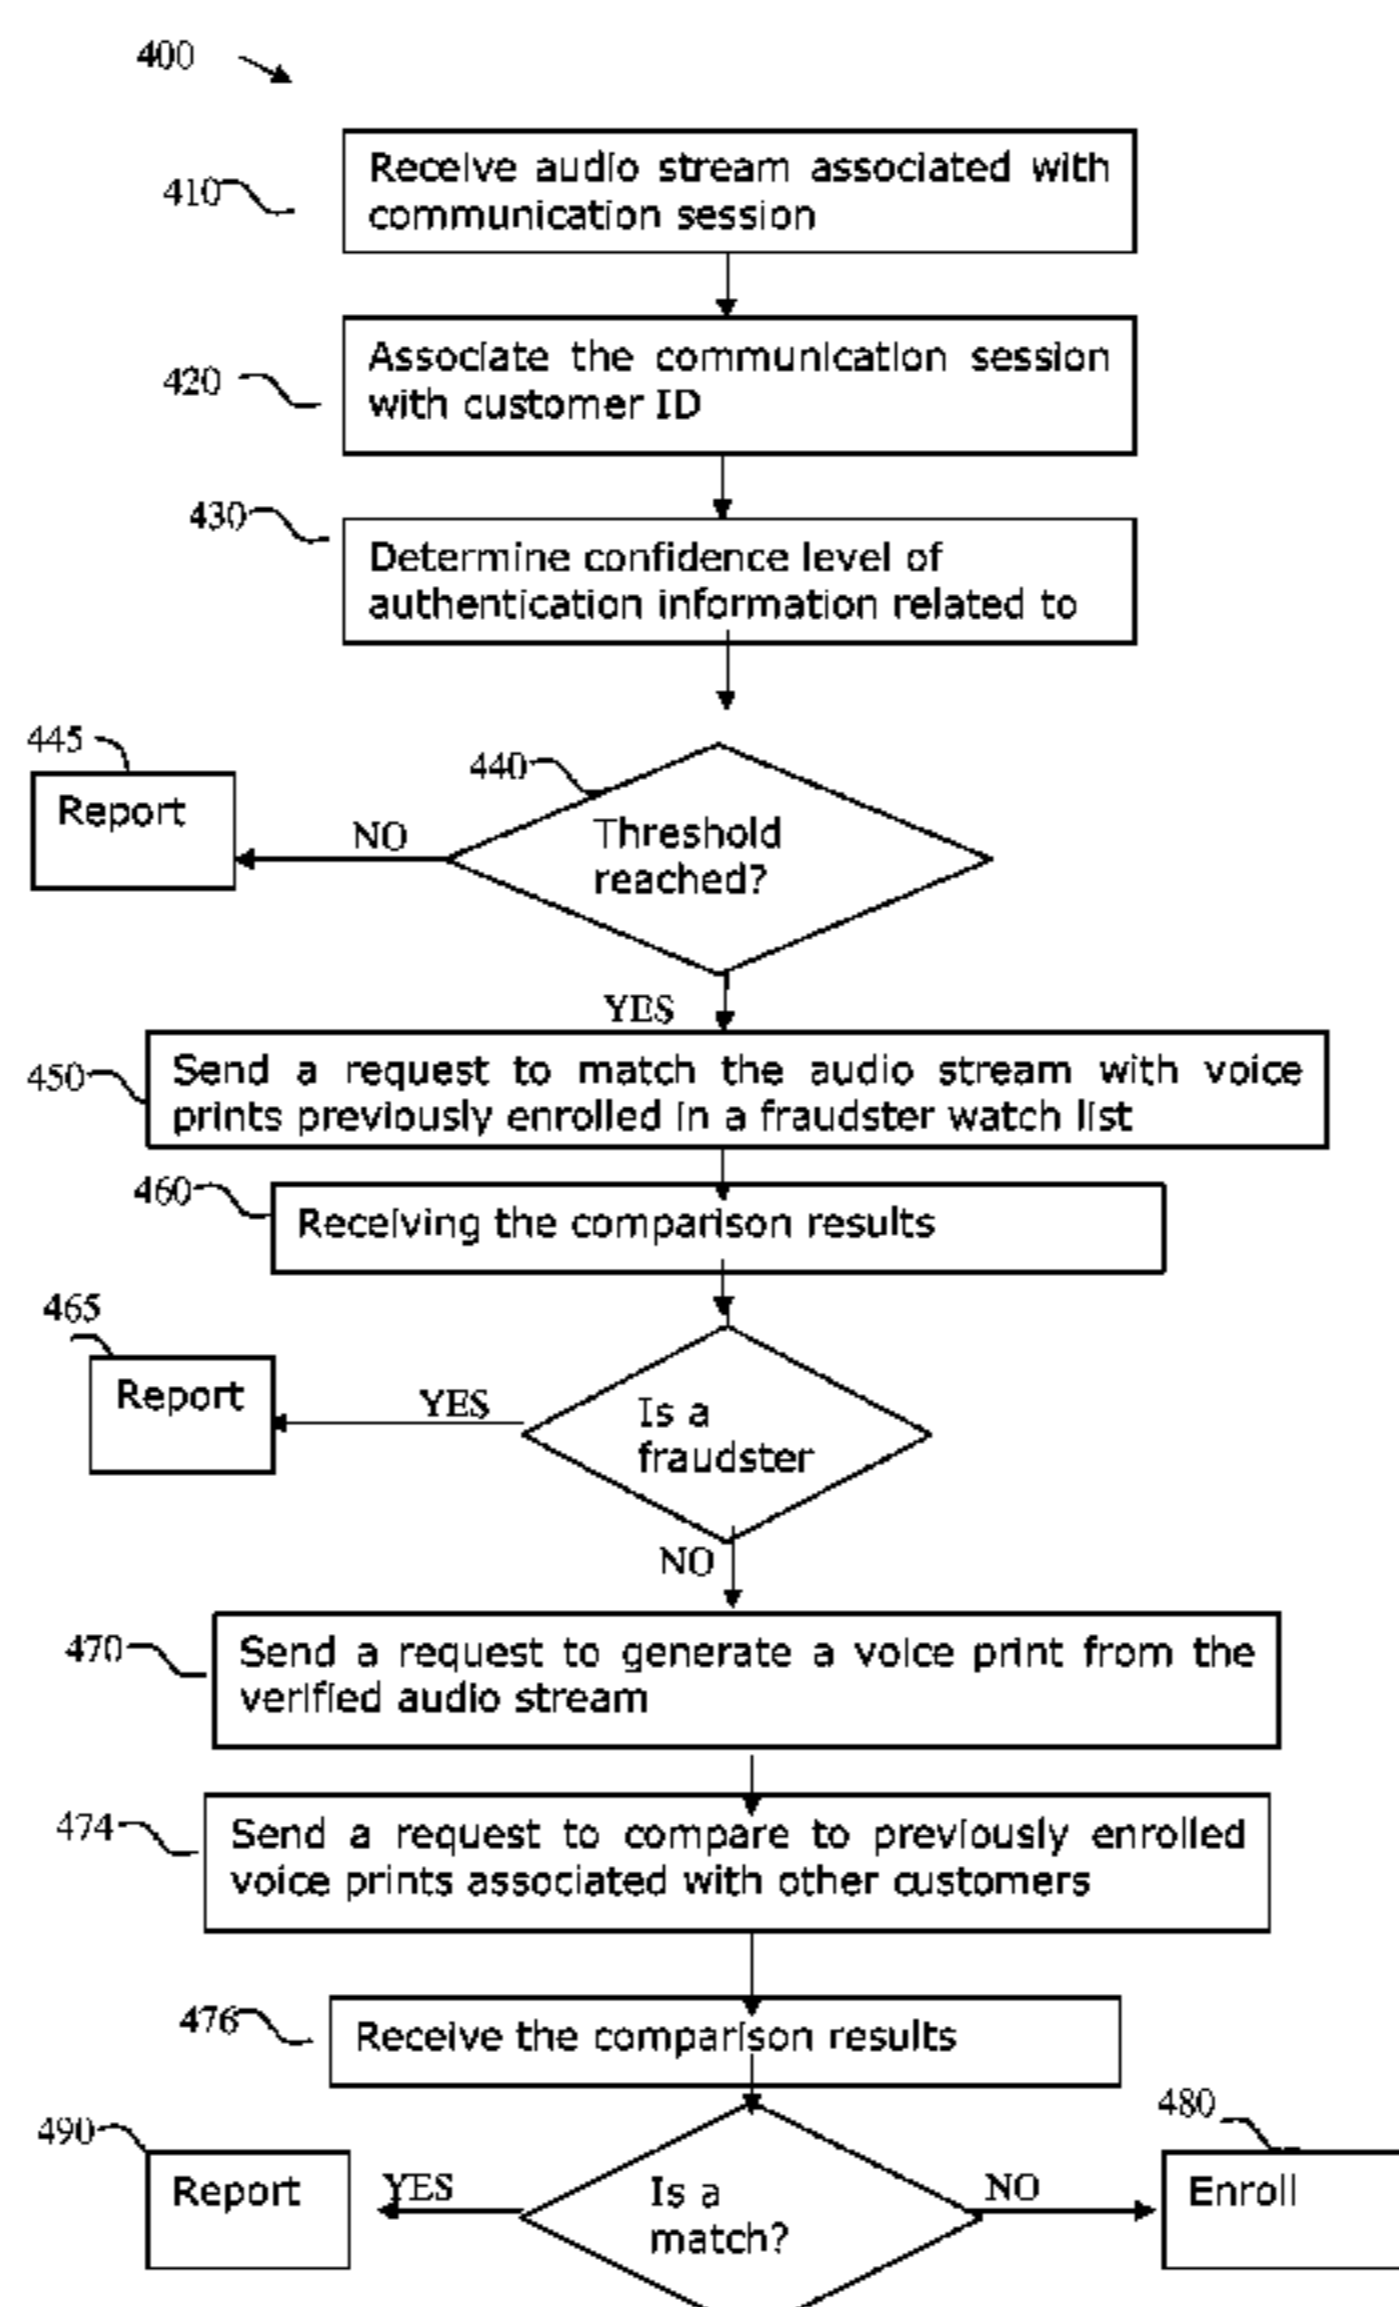 400
410
Receive audio stream associated with
communication session
420
Associate the communication session
with customer ID
430
Determine confidence level of
authentication information related to
445
Report
NO
440
Threshold
reached?
YES
450
Send a request to match the audio stream with voice
prints previously enrolled in a fraudster watch list
460
Receiving the comparison results
465
Report
YES
Is a
fraudster
NO
470
Send a request to generate a voice print from the
verified audio stream
474
Send a request to compare to previously enrolled
voice prints associated with other customers
476
Receive the comparison results
490
Report
YES
Is a
match?
NO
480
Enroll